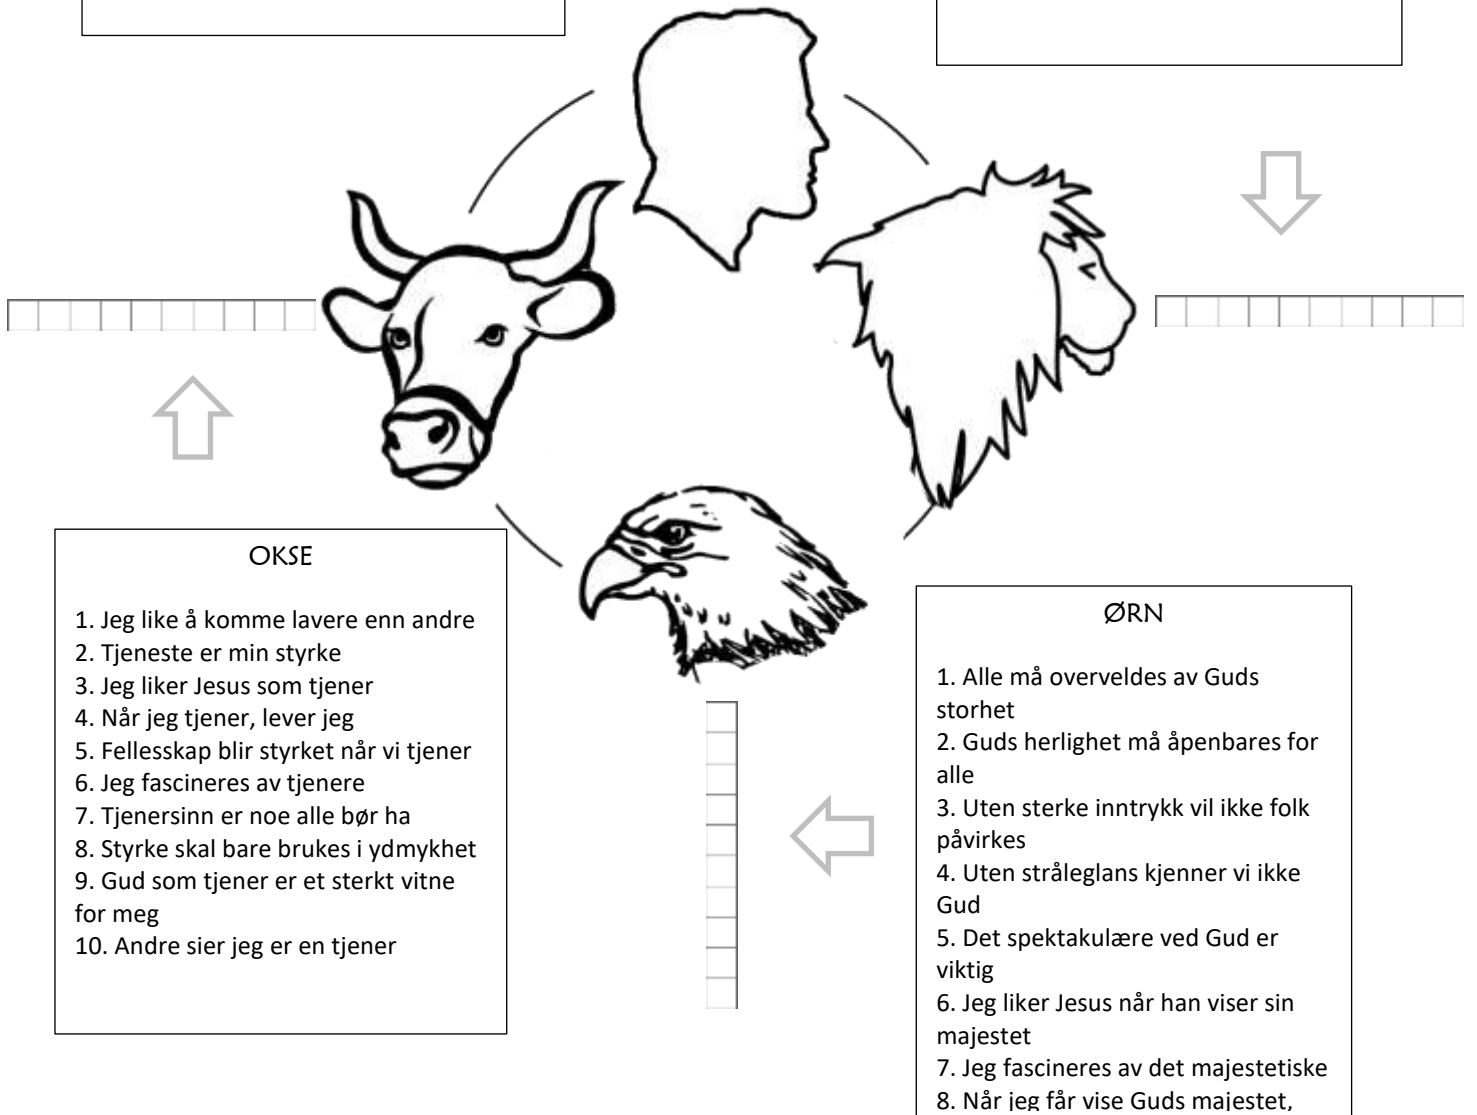 OKSE
1. Jeg like å komme lavere enn andre
2. Tjeneste er min styrke
3. Jeg liker Jesus som tjener
4. Når jeg tjener, lever jeg
5. Fellesskap blir styrket når vi tjener
6. Jeg fascineres av tjenere
7. Tjenersinn er noe alle bør ha
8. Styrke skal bare brukes i ydmykhet
9. Gud som tjener er et sterkt vitne
for meg
10. Andre sier jeg er en tjener
ØRN
1. Alle må overveldes av Guds
storhet
2. Guds herlighet må åpenbares for
alle
3. Uten sterke inntrykk vil ikke folk
påvirkes
4. Uten stråleglans kjenner vi ikke
Gud
5. Det spektakulære ved Gud er
viktig
6. Jeg liker Jesus når han viser sin
majestet
7. Jeg fascineres av det majestetiske
8. Når jeg får vise Guds majestet,